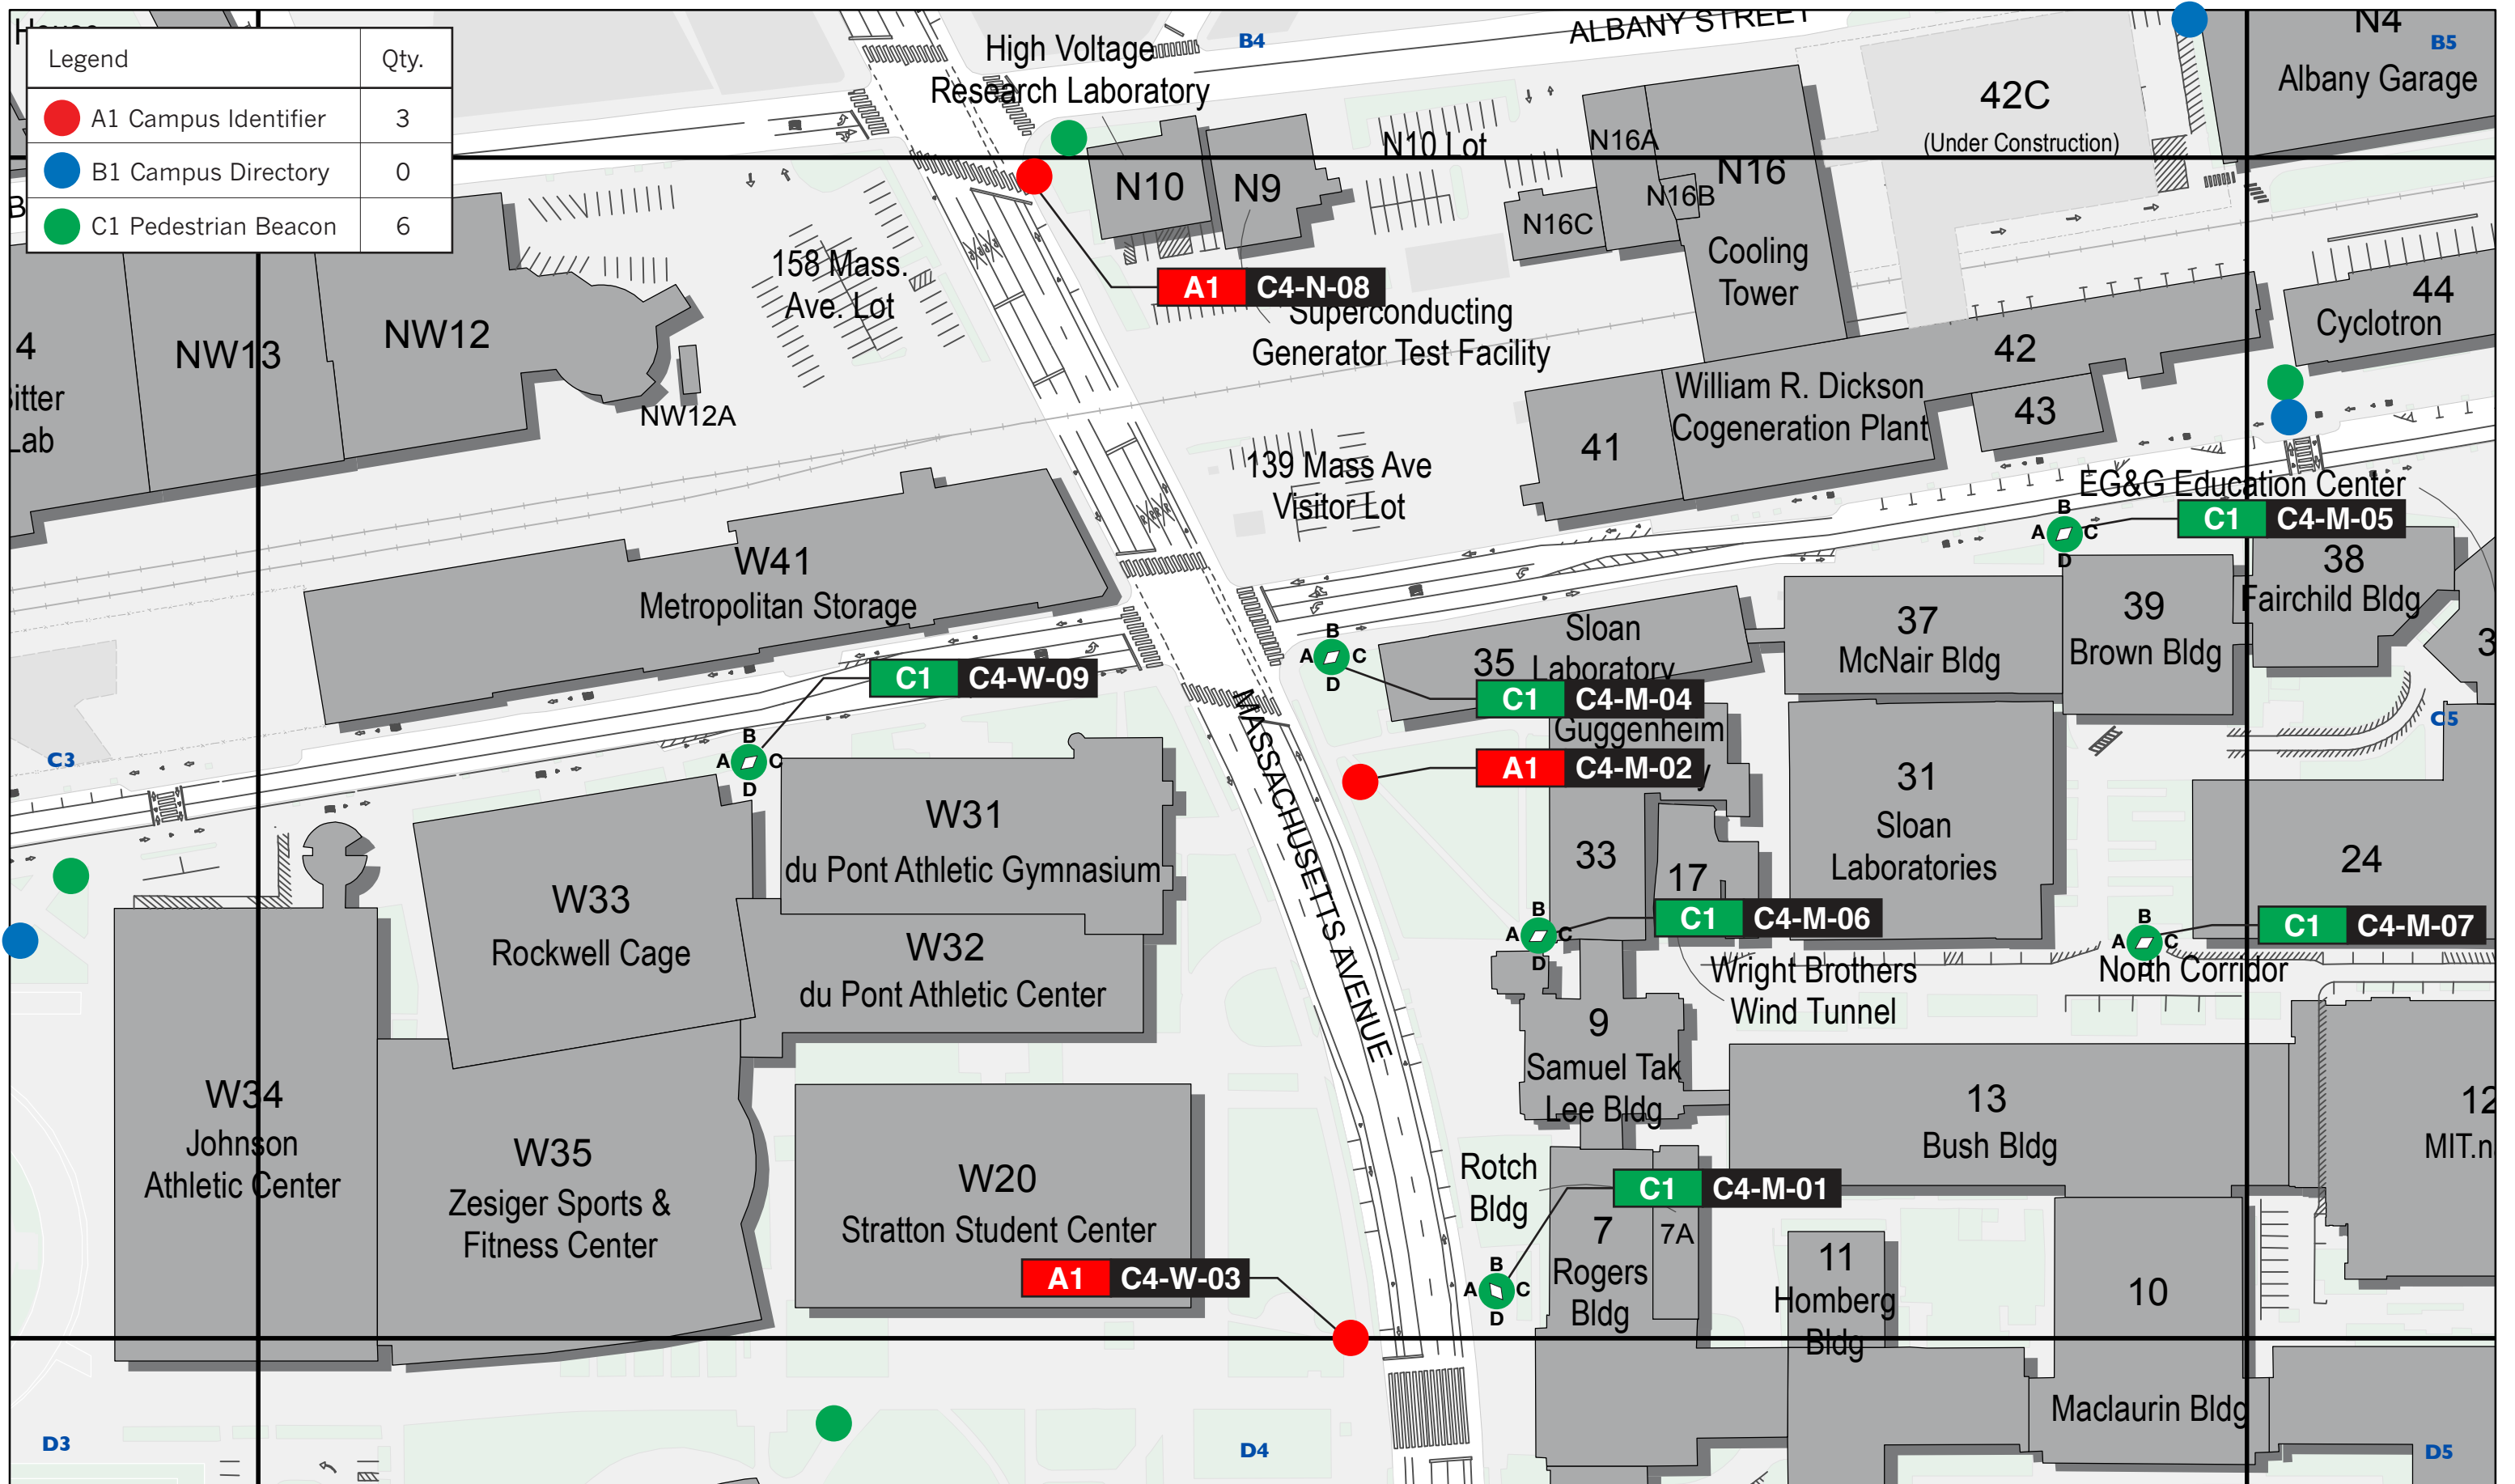 House
Legend Qty.
A1 Campus Identifier 3
B1 Campus Directory 0
C1 Pedestrian Beacon 6
B4
ALBANY STREET
High Voltage
Research Laboratory
N4
B5
Albany Garage
42C
(Under Construction)
N10 Lot
N16A
N16
N16B
N16C
Cooling
Tower
N10
N9
A1 C4-N-08
Superconducting
Generator Test Facility
158 Mass.
Ave. Lot
NW13
NW12
NW12A
4
Lab
44
Cyclotron
42
43
William R. Dickson
Cogeneration Plant
41
139 Mass Ave
Visitor Lot
EG&G Education Center
C1 C4-M-05
A B C D
38
Fairchild Bldg
39
Brown Bldg
37
McNair Bldg
W41
Metropolitan Storage
C1 C4-W-09
A B C D
A B C D
Sloan
Laboratory
35
C1 C4-M-04
Guggenheim
A1 C4-M-02
C3
C5
MASSACHUSETTS AVENUE
W31
du Pont Athletic Gymnasium
W33
Rockwell Cage
W32
du Pont Athletic Center
33
17
31
Sloan
Laboratories
24
A B C D
C1 C4-M-06
A B C
C1 C4-M-07
North Corridor
Wright Brothers
Wind Tunnel
9
Samuel Tak
Lee Bldg
13
Bush Bldg
12
W34
Johnson
Athletic Center
W35
Zesiger Sports &
Fitness Center
W20
Stratton Student Center
A1 C4-W-03
Rotch
Bldg
C1 C4-M-01
A B C D
7
Rogers
Bldg
7A
11
Homberg
Bldg
10
Maclaurin Bldg
D3
D4
D5